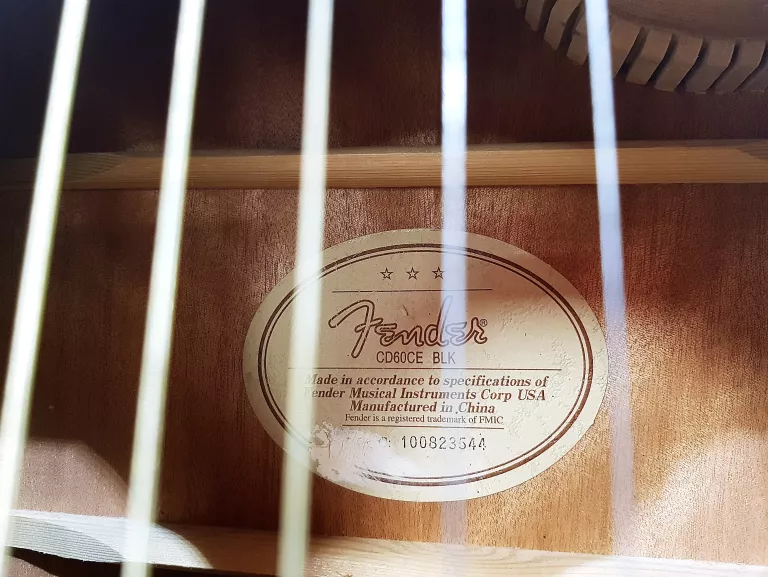 Fender®
CD60CE BLK
Made in accordance to specifications of
Fender Musical Instruments Corp USA
Manufactured in China
Fender is a registered trademark of FMIC
100823544